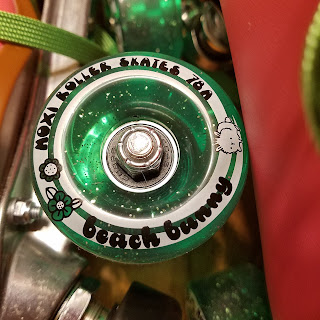 MOXI ROLLER SKATES 78A
beach bunny